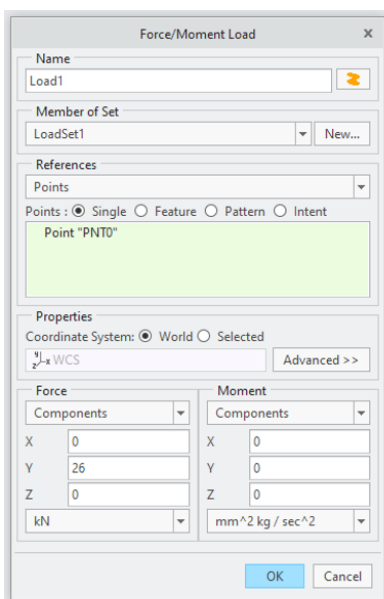 Force/Moment Load x
Name
Load1
Member of Set
LoadSet1 New...
References
Points
Points : Single Feature Pattern Intent
Point "PNT0"
Properties
Coordinate System: World Selected
y x z WCS Advanced >>
Force Moment
Components Components
X 0 X 0
Y 26 Y 0
Z 0 Z 0
kN mm^2 kg / sec^2
OK Cancel